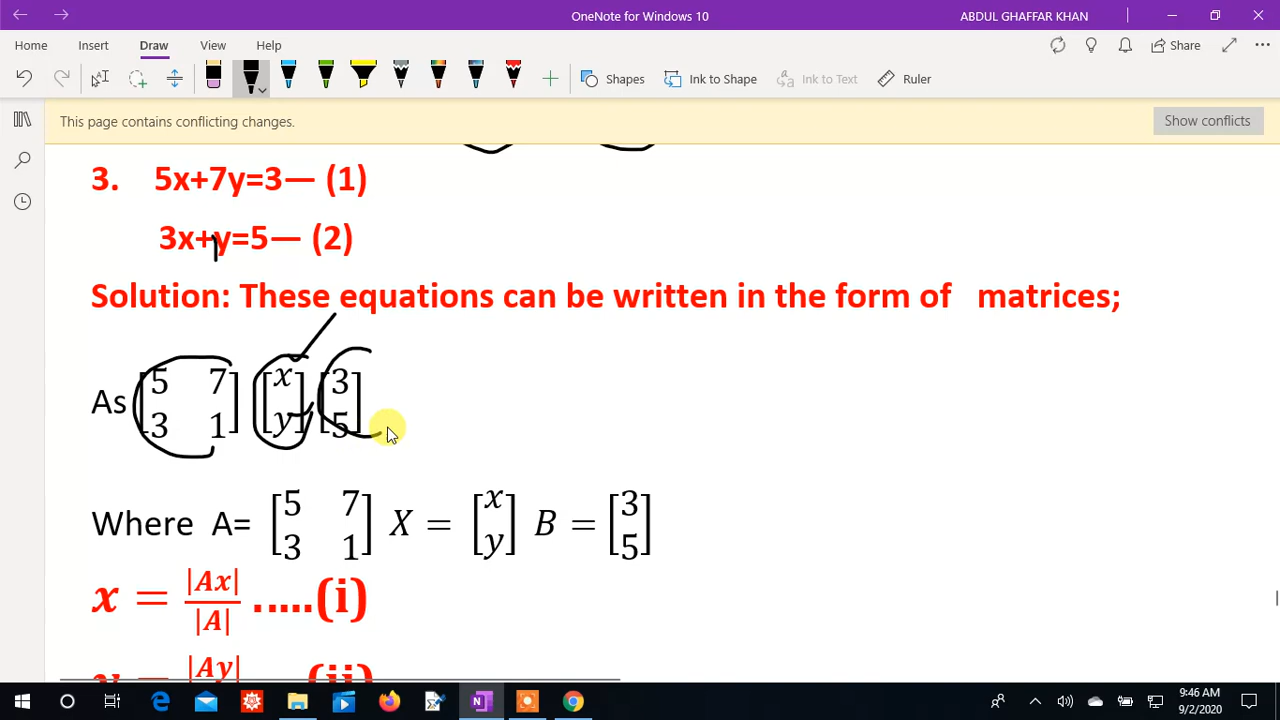 OneNote for Windows 10
ABDUL GHAFFAR KHAN
Home Insert Draw View Help
Share
Shapes Ink to Shape Ink to Text Ruler
This page contains conflicting changes.
Show conflicts
3. 5x+7y=3— (1)
3x+y=5— (2)
Solution: These equations can be written in the form of matrices;
As [5 7 3 1] [x y] [3 5]
Where A= [5 7 3 1] X = [x y] B = [3 5]
x = |Ax| / |A| .....(i)
9:46 AM
9/2/2020